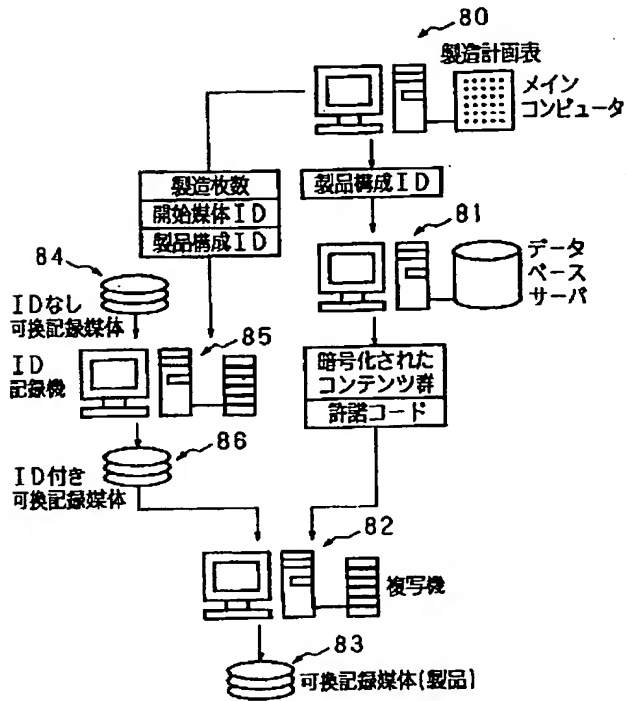 80
製造計画表
メイン
コンピュータ
製造枚数
開始媒体ID
製品構成ID
製品構成ID
81
データ
ベース
サーバ
84
IDなし
可換記録媒体
85
ID
記録機
暗号化された
コンテンツ群
許諾コード
86
ID付き
可換記録媒体
82
複写機
83
可換記録媒体(製品)